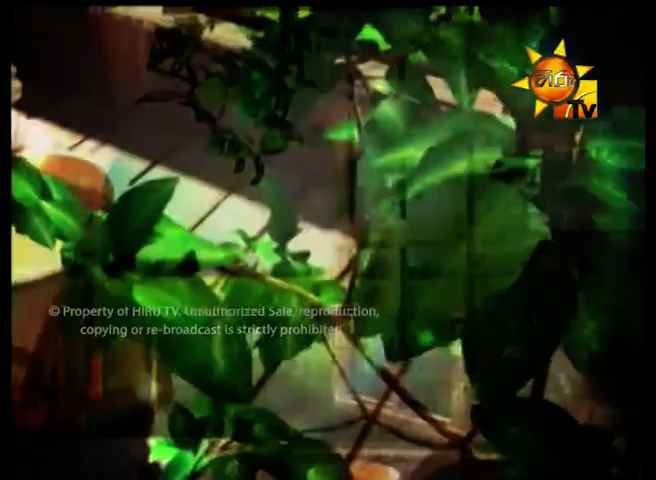 හිරු
Tv
© Property of HIRU TV. Unauthorized Sale, reproduction,
copying or re-broadcast is strictly prohibited.